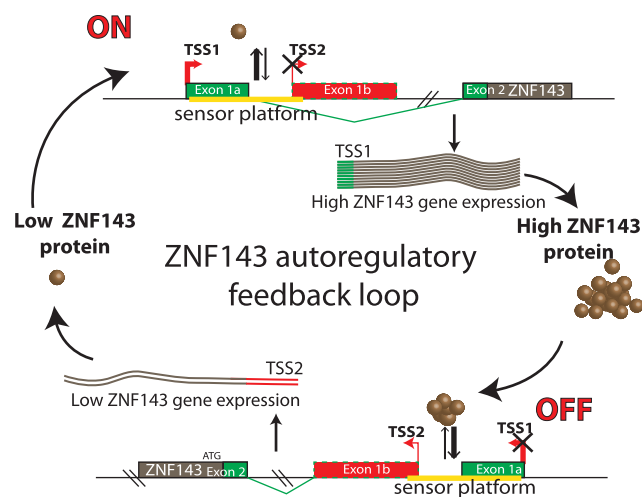 ON
TSS1
TSS2
Exon 1a
Exon 1b
Exon 2 ZNF143
sensor platform
TSS1
High ZNF143 gene expression
Low ZNF143
protein
High ZNF143
protein
ZNF143 autoregulatory
feedback loop
TSS2
Low ZNF143 gene expression
OFF
TSS2
TSS1
ATG
ZNF143 Exon 2
Exon 1b
Exon 1a
sensor platform